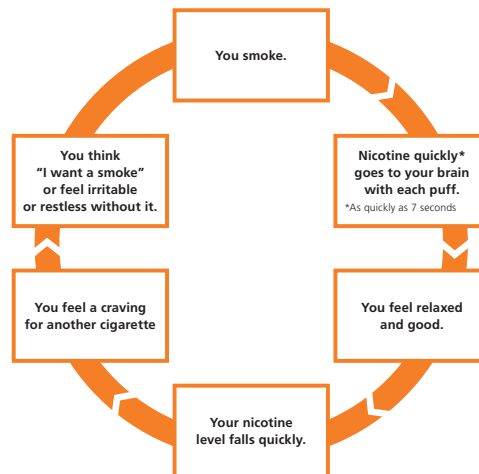 You smoke.
Nicotine quickly*
goes to your brain
with each puff.
*As quickly as 7 seconds
You feel relaxed
and good.
Your nicotine
level falls quickly.
You feel a craving
for another cigarette
You think
“I want a smoke”
or feel irritable
or restless without it.